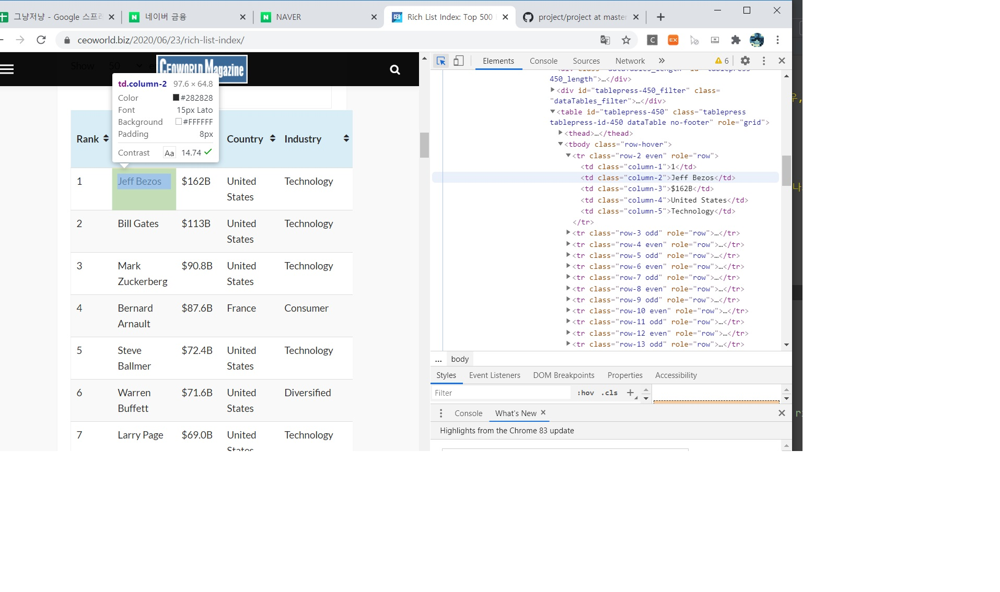 그냥저냥 - Google 스프레
네이버 금융
NAVER
Rich List Index: Top 500
project/project at master
ceoworld.biz/2020/06/23/rich-list-index/
Show 50
CEOWORLD Magazine
td.column-2 97.6 × 64.8
Color #282828
Font 15px Lato
Background #FFFFFF
Padding 8px
Contrast Aa 14.74
Rank Country Industry
1 Jeff Bezos $162B United States Technology
2 Bill Gates $113B United States Technology
3 Mark Zuckerberg $90.8B United States Technology
4 Bernard Arnault $87.6B France Consumer
5 Steve Ballmer $72.4B United States Technology
6 Warren Buffett $71.6B United States Diversified
7 Larry Page $69.0B United States Technology
Elements Console Sources Network » 6
<div class="dataTables_length" id="tablepress-
450_length">…</div>
<div id="tablepress-450_filter" class=
"dataTables_filter">…</div>
<table id="tablepress-450" class="tablepress
tablepress-id-450 dataTable no-footer" role="grid">
<thead>…</thead>
<tbody class="row-hover">
<tr class="row-2 even" role="row">
<td class="column-1">1</td>
<td class="column-2">Jeff Bezos</td>
<td class="column-3">$162B</td>
<td class="column-4">United States</td>
<td class="column-5">Technology</td>
</tr>
<tr class="row-3 odd" role="row">…</tr>
<tr class="row-4 even" role="row">…</tr>
<tr class="row-5 odd" role="row">…</tr>
<tr class="row-6 even" role="row">…</tr>
<tr class="row-7 odd" role="row">…</tr>
<tr class="row-8 even" role="row">…</tr>
<tr class="row-9 odd" role="row">…</tr>
<tr class="row-10 even" role="row">…</tr>
<tr class="row-11 odd" role="row">…</tr>
<tr class="row-12 even" role="row">…</tr>
<tr class="row-13 odd" role="row">…</tr>
... body
Styles Event Listeners DOM Breakpoints Properties Accessibility
Filter :hov .cls +
Console What's New
Highlights from the Chrome 83 update